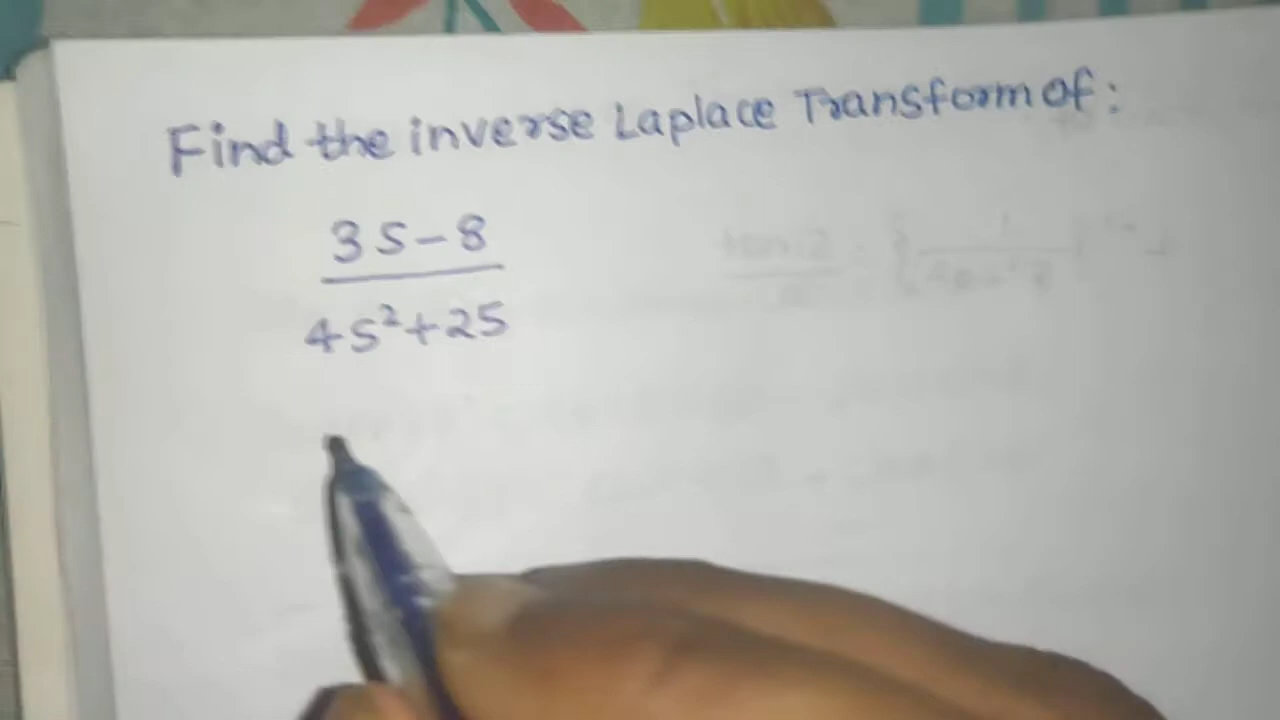 Find the inverse Laplace Transform of:
3s-8
4s²+25